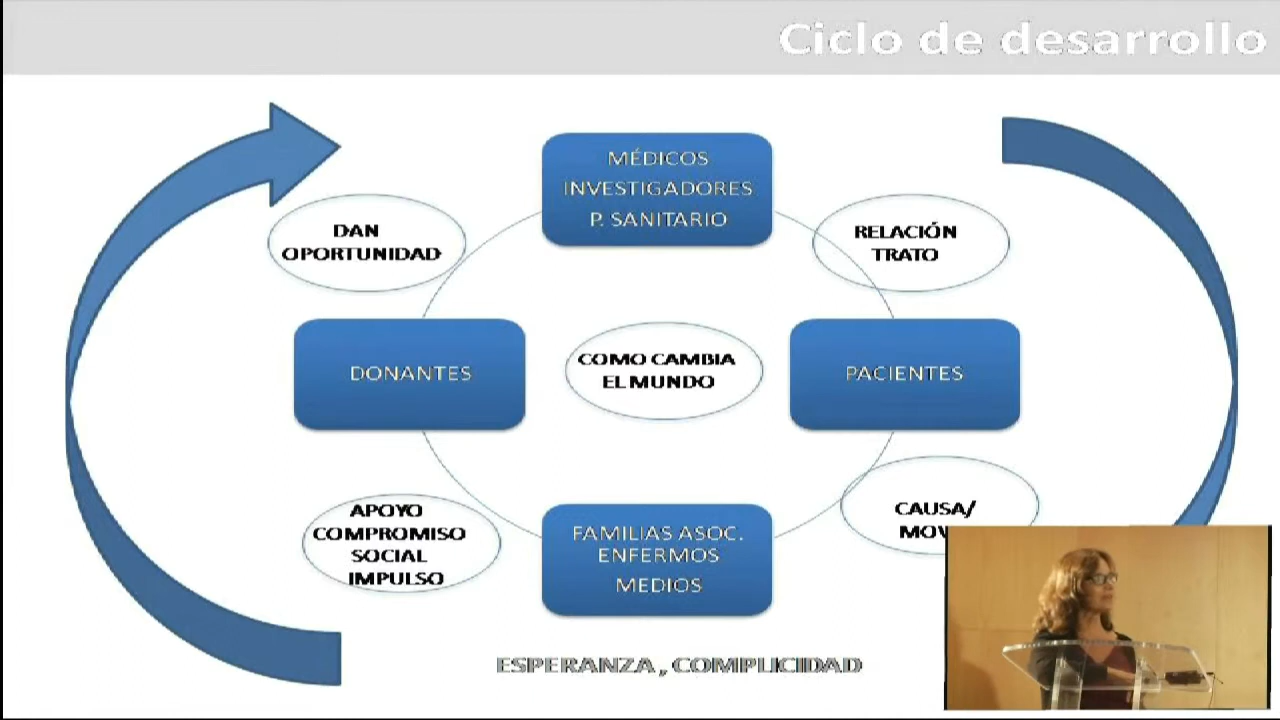 Ciclo de desarrollo
MÉDICOS
INVESTIGADORES
P. SANITARIO
DAN
OPORTUNIDAD
RELACIÓN
TRATO
DONANTES
COMO CAMBIA
EL MUNDO
PACIENTES
APOYO
COMPROMISO
SOCIAL
IMPULSO
FAMILIAS ASOC.
ENFERMOS
MEDIOS
CAUSA/
ESPERANZA , COMPLICIDAD